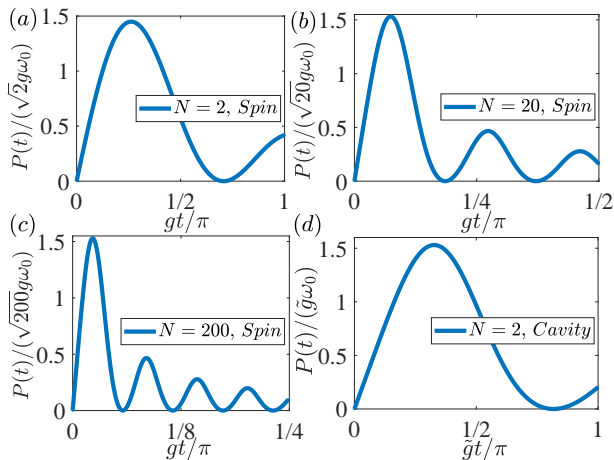 (a)
P(t)/(√2gω₀)
1.5
1
0.5
0
N = 2, Spin
0
1/2
1
gt/π
(b)
P(t)/(√20gω₀)
1.5
1
0.5
0
N = 20, Spin
0
1/4
1/2
gt/π
(c)
P(t)/(√200gω₀)
1.5
1
0.5
0
N = 200, Spin
0
1/8
1/4
gt/π
(d)
P(t)/(g̃ω₀)
1.5
1
0.5
0
N = 2, Cavity
0
1/2
1
g̃t/π